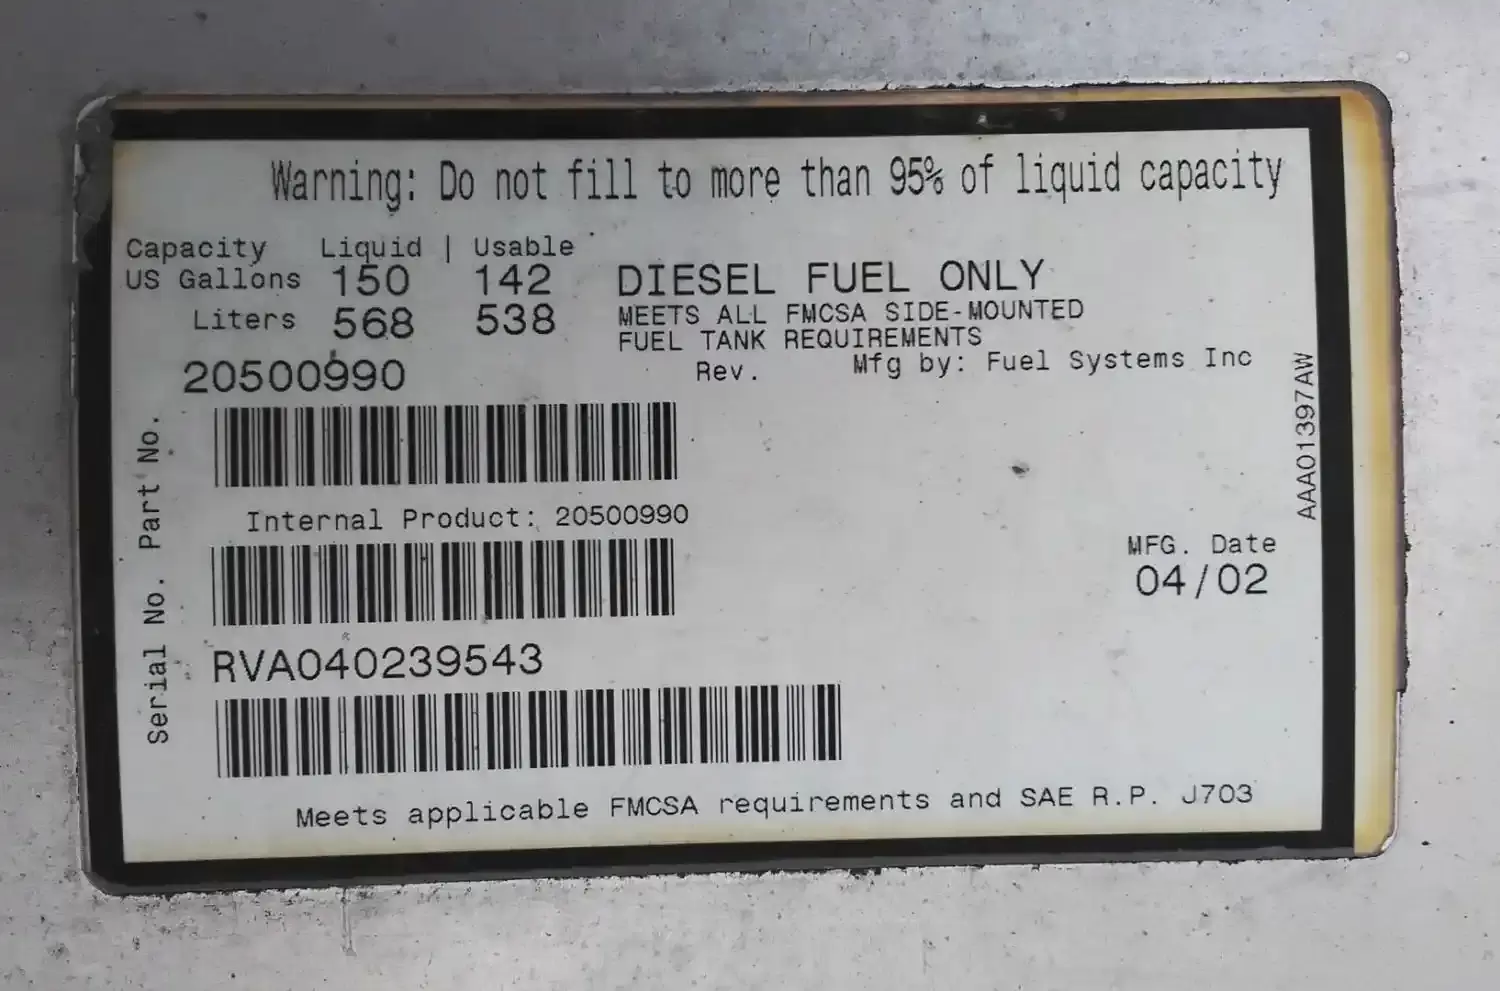 Warning: Do not fill to more than 95% of liquid capacity
Capacity Liquid | Usable
US Gallons 150 142
Liters 568 538
DIESEL FUEL ONLY
MEETS ALL FMCSA SIDE-MOUNTED
FUEL TANK REQUIREMENTS
Rev. Mfg by: Fuel Systems Inc
20500990
Part No.
Internal Product: 20500990
Serial No.
RVA040239543
MFG. Date
04/02
AAA01397AW
Meets applicable FMCSA requirements and SAE R.P. J703